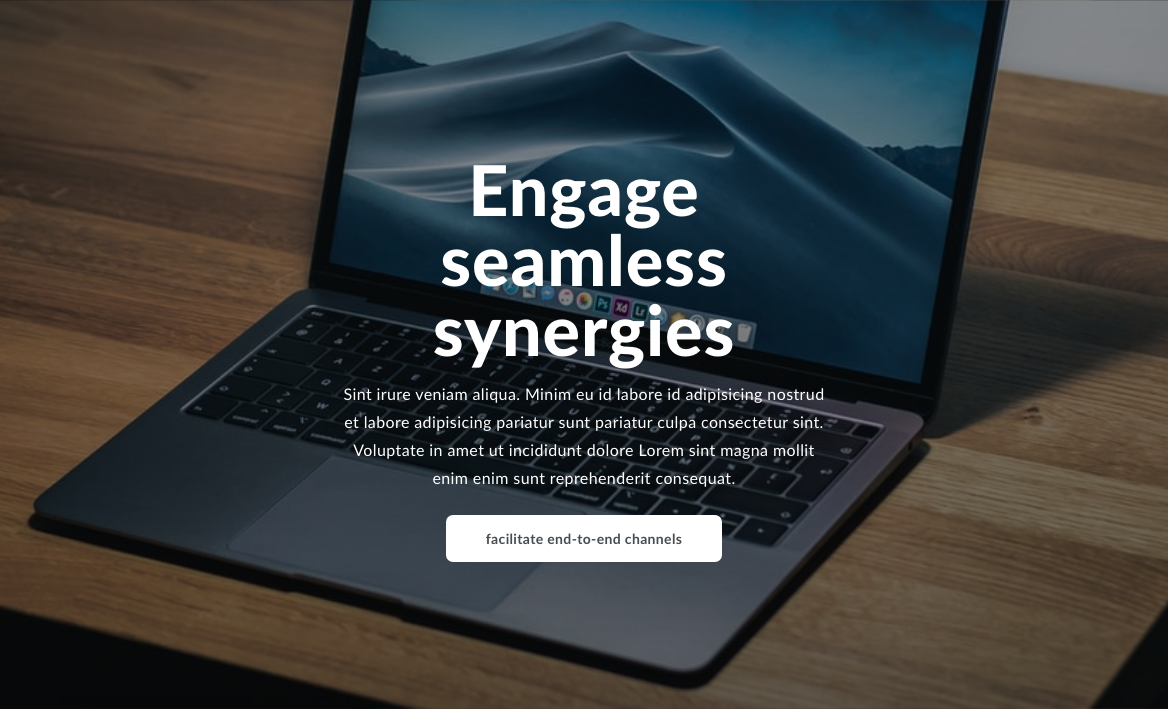 Engage
seamless
synergies
Sint irure veniam aliqua. Minim eu id labore id adipisicing nostrud
et labore adipisicing pariatur sunt pariatur culpa consectetur sint.
Voluptate in amet ut incididunt dolore Lorem sint magna mollit
enim enim sunt reprehenderit consequat.
facilitate end-to-end channels